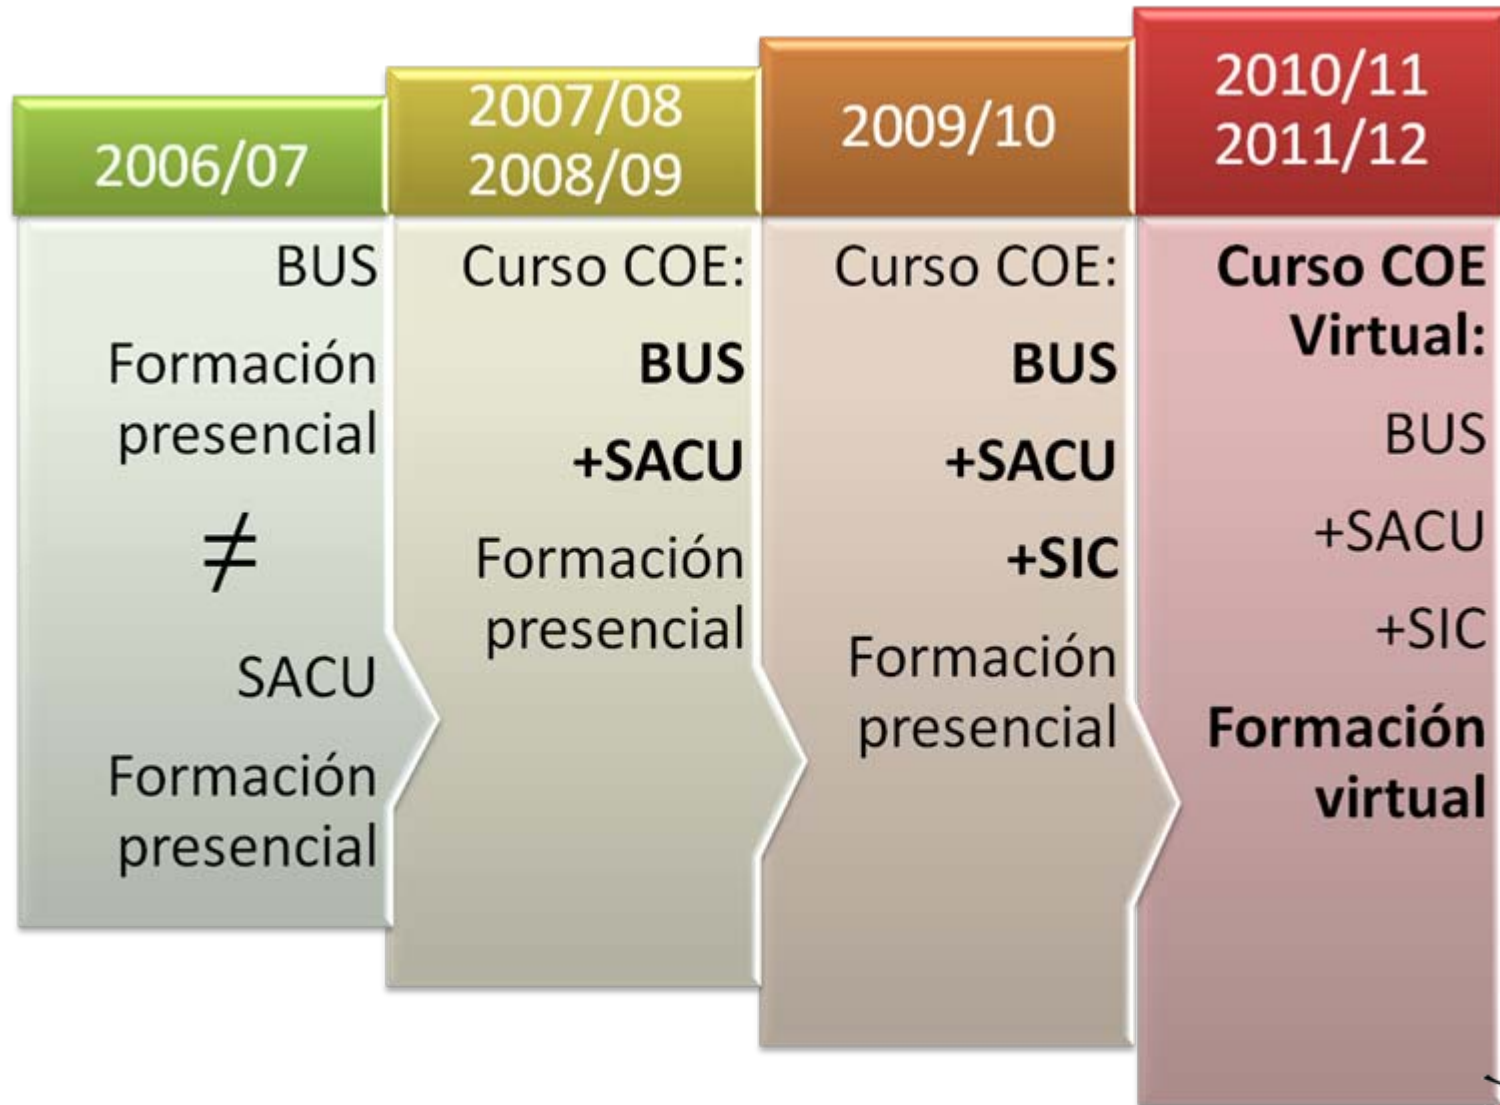 2006/07
BUS
Formación
presencial
≠
SACU
Formación
presencial
2007/08
2008/09
Curso COE:
BUS
+SACU
Formación
presencial
2009/10
Curso COE:
BUS
+SACU
+SIC
Formación
presencial
2010/11
2011/12
Curso COE
Virtual:
BUS
+SACU
+SIC
Formación
virtual